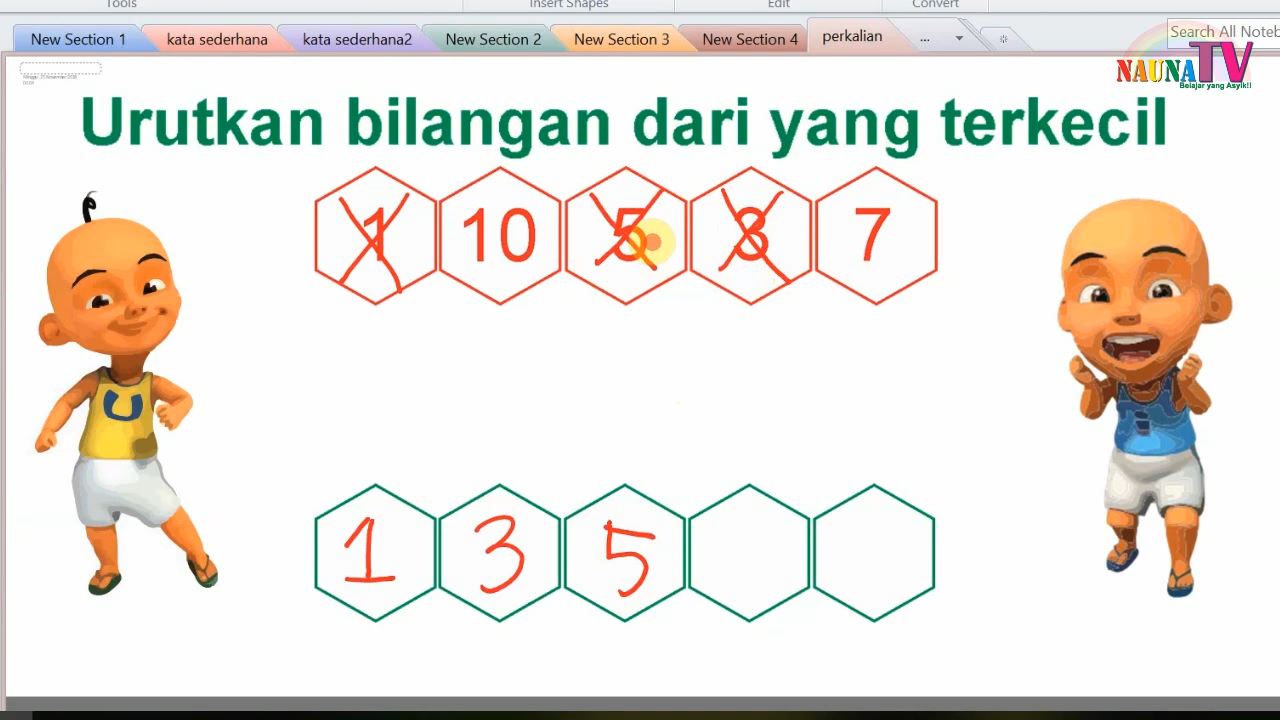 Tools Insert Shapes Edit Convert
New Section 1 kata sederhana kata sederhana2 New Section 2 New Section 3 New Section 4 perkalian ...
Search All Noteb
NAUNA TV
Belajar yang Asyik!!
Urutkan bilangan dari yang terkecil
1 10 5 3 7
U
1 3 5